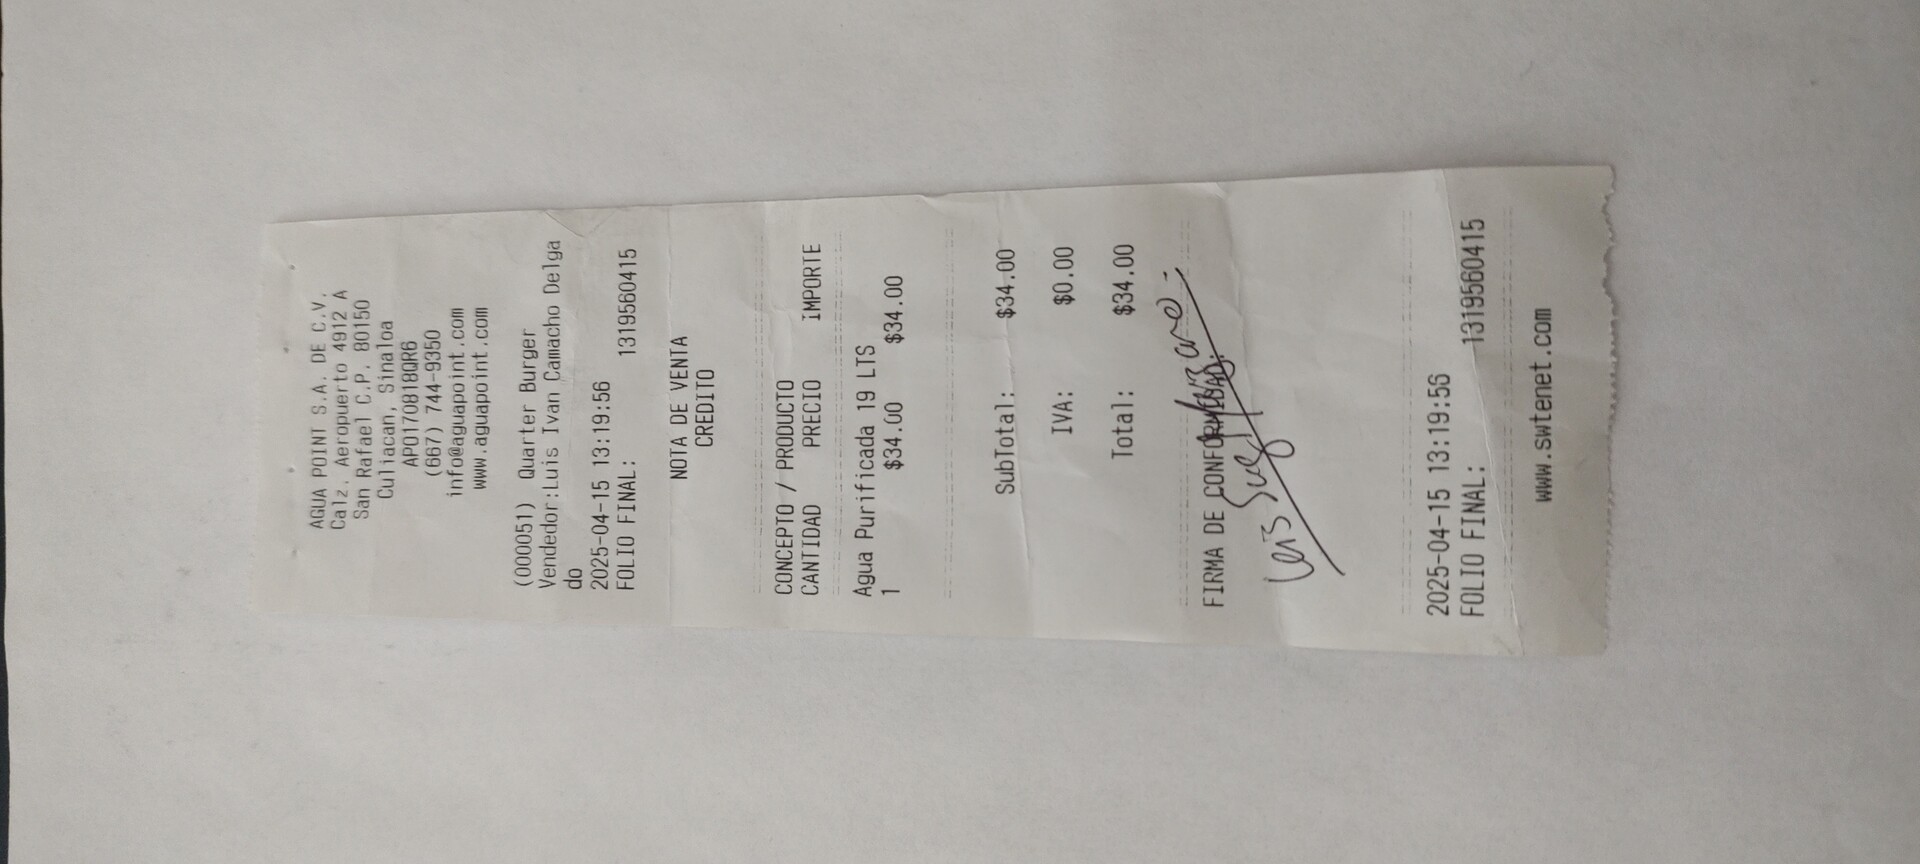 AGUA POINT S.A. DE C.V.
Calz. Aeropuerto 4912 A
San Rafael C.P. 80150
Culiacan, Sinaloa
APO170818QR6
(667) 744-9350
info@aguapoint.com
www.aguapoint.com
(000051) Quarter Burger
Vendedor:Luis Ivan Camacho Delga
do
2025-04-15 13:19:56
FOLIO FINAL: 1319560415
NOTA DE VENTA
CREDITO
CONCEPTO / PRODUCTO
CANTIDAD PRECIO IMPORTE
Agua Purificada 19 LTS
1 $34.00 $34.00
SubTotal: $34.00
IVA: $0.00
Total: $34.00
FIRMA DE CONFORMIDAD:
2025-04-15 13:19:56
FOLIO FINAL: 1319560415
www.swtenet.com